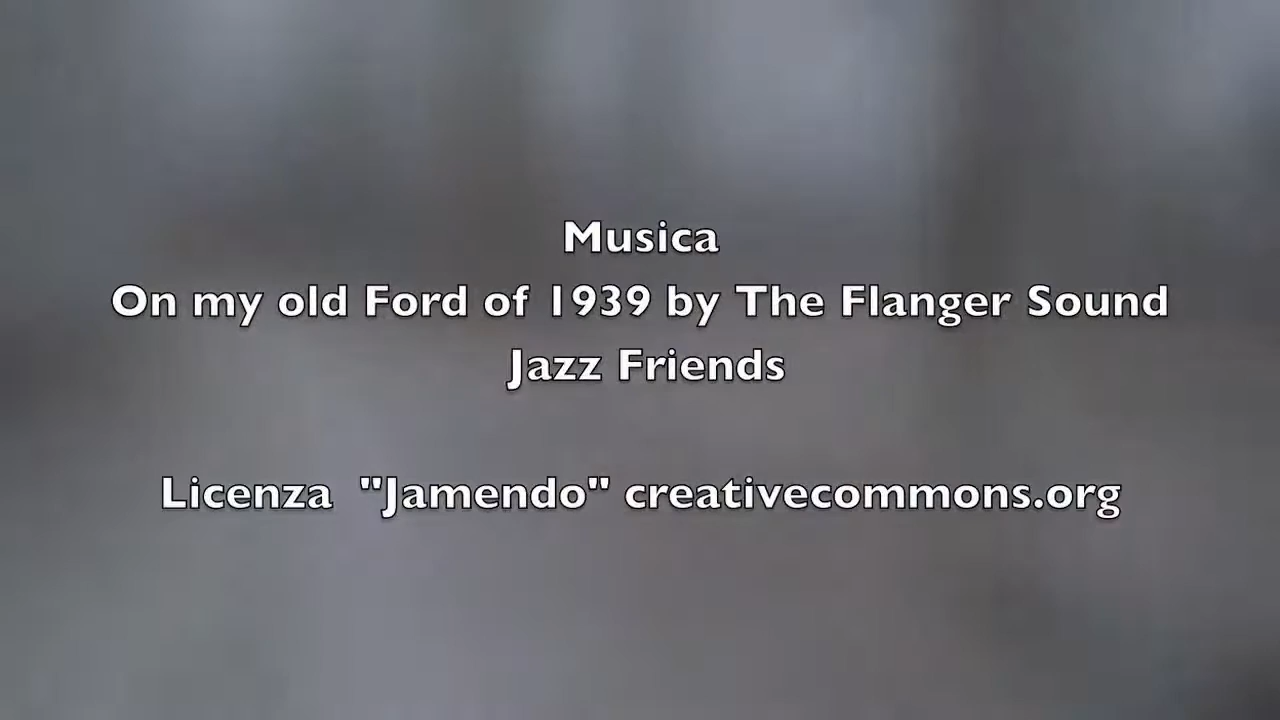 Musica
On my old Ford of 1939 by The Flanger Sound
Jazz Friends
Licenza  "Jamendo" creativecommons.org